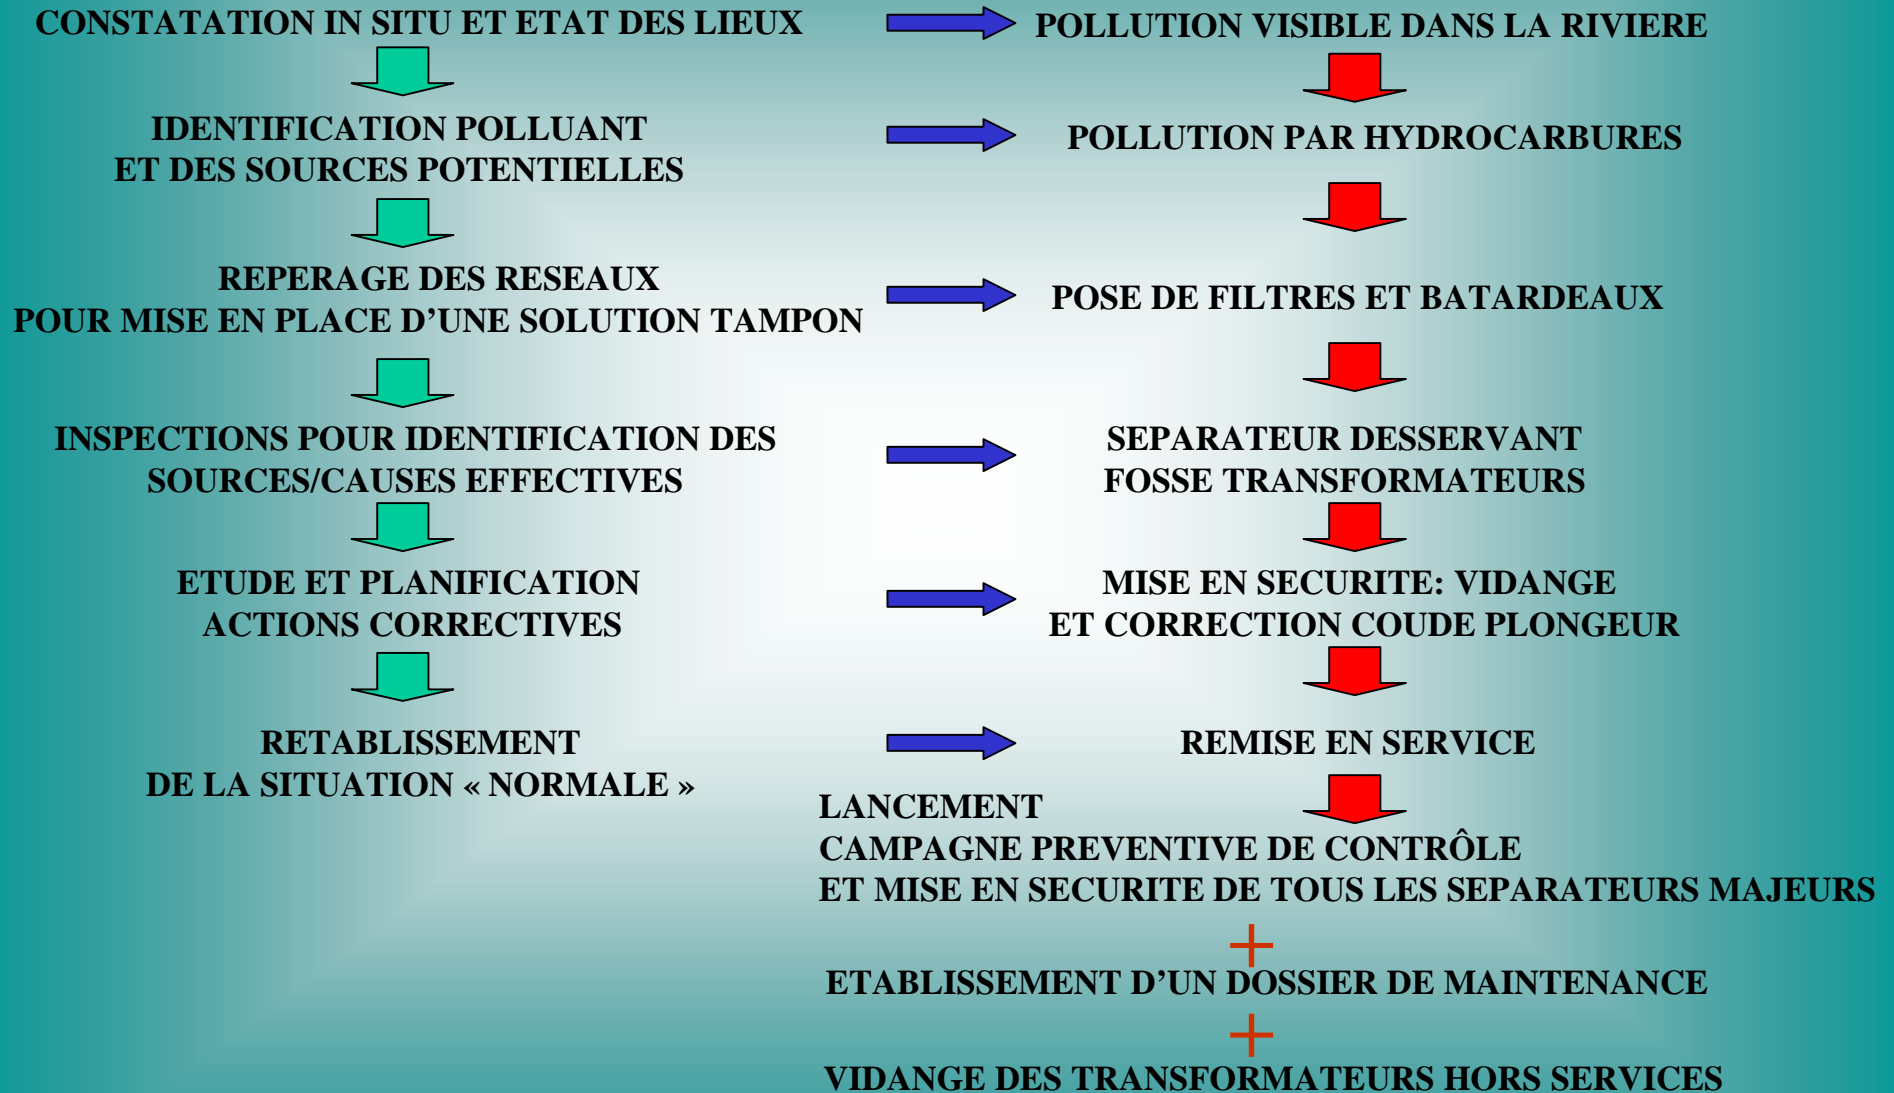 CONSTATATION IN SITU ET ETAT DES LIEUX
POLLUTION VISIBLE DANS LA RIVIERE
IDENTIFICATION POLLUANT
ET DES SOURCES POTENTIELLES
POLLUTION PAR HYDROCARBURES
REPERAGE DES RESEAUX
POUR MISE EN PLACE D’UNE SOLUTION TAMPON
POSE DE FILTRES ET BATARDEAUX
INSPECTIONS POUR IDENTIFICATION DES
SOURCES/CAUSES EFFECTIVES
SEPARATEUR DESSERVANT
FOSSE TRANSFORMATEURS
ETUDE ET PLANIFICATION
ACTIONS CORRECTIVES
MISE EN SECURITE: VIDANGE
ET CORRECTION COUDE PLONGEUR
RETABLISSEMENT
DE LA SITUATION « NORMALE »
REMISE EN SERVICE
LANCEMENT
CAMPAGNE PREVENTIVE DE CONTRÔLE
ET MISE EN SECURITE DE TOUS LES SEPARATEURS MAJEURS
+
ETABLISSEMENT D’UN DOSSIER DE MAINTENANCE
+
VIDANGE DES TRANSFORMATEURS HORS SERVICES